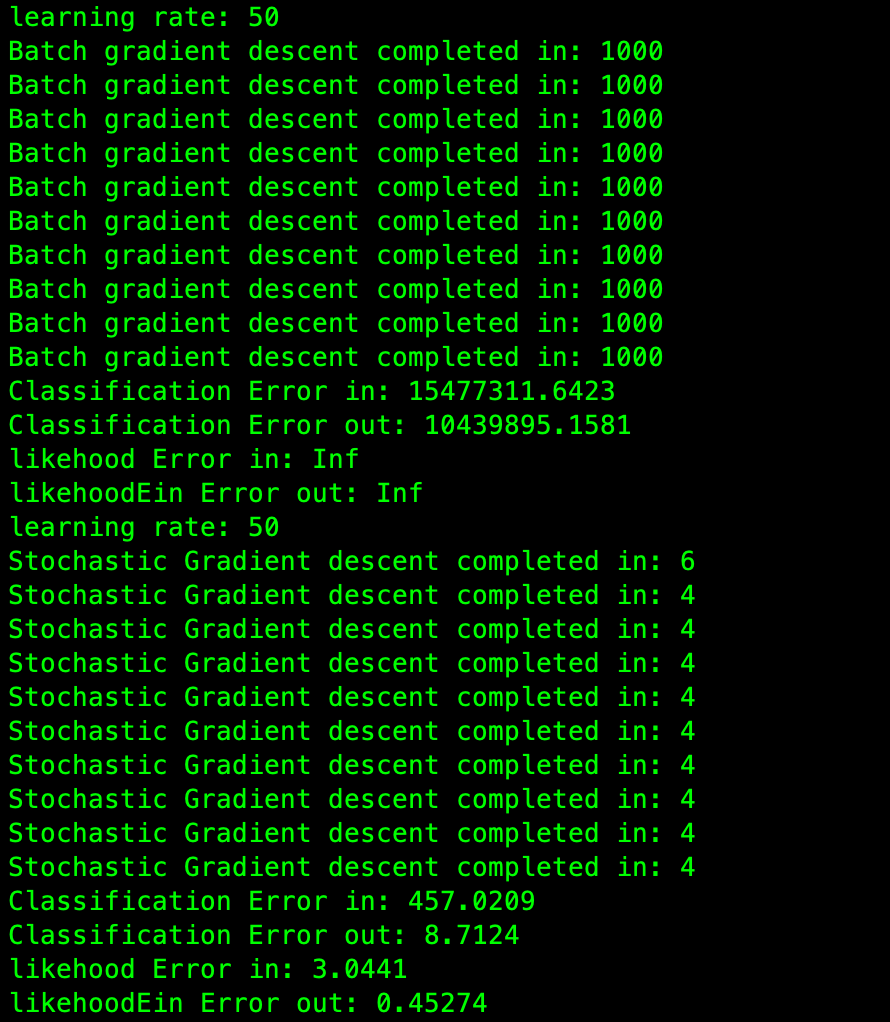 learning rate: 50
Batch gradient descent completed in: 1000
Batch gradient descent completed in: 1000
Batch gradient descent completed in: 1000
Batch gradient descent completed in: 1000
Batch gradient descent completed in: 1000
Batch gradient descent completed in: 1000
Batch gradient descent completed in: 1000
Batch gradient descent completed in: 1000
Batch gradient descent completed in: 1000
Batch gradient descent completed in: 1000
Classification Error in: 15477311.6423
Classification Error out: 10439895.1581
likehood Error in: Inf
likehoodEin Error out: Inf
learning rate: 50
Stochastic Gradient descent completed in: 6
Stochastic Gradient descent completed in: 4
Stochastic Gradient descent completed in: 4
Stochastic Gradient descent completed in: 4
Stochastic Gradient descent completed in: 4
Stochastic Gradient descent completed in: 4
Stochastic Gradient descent completed in: 4
Stochastic Gradient descent completed in: 4
Stochastic Gradient descent completed in: 4
Stochastic Gradient descent completed in: 4
Classification Error in: 457.0209
Classification Error out: 8.7124
likehood Error in: 3.0441
likehoodEin Error out: 0.45274